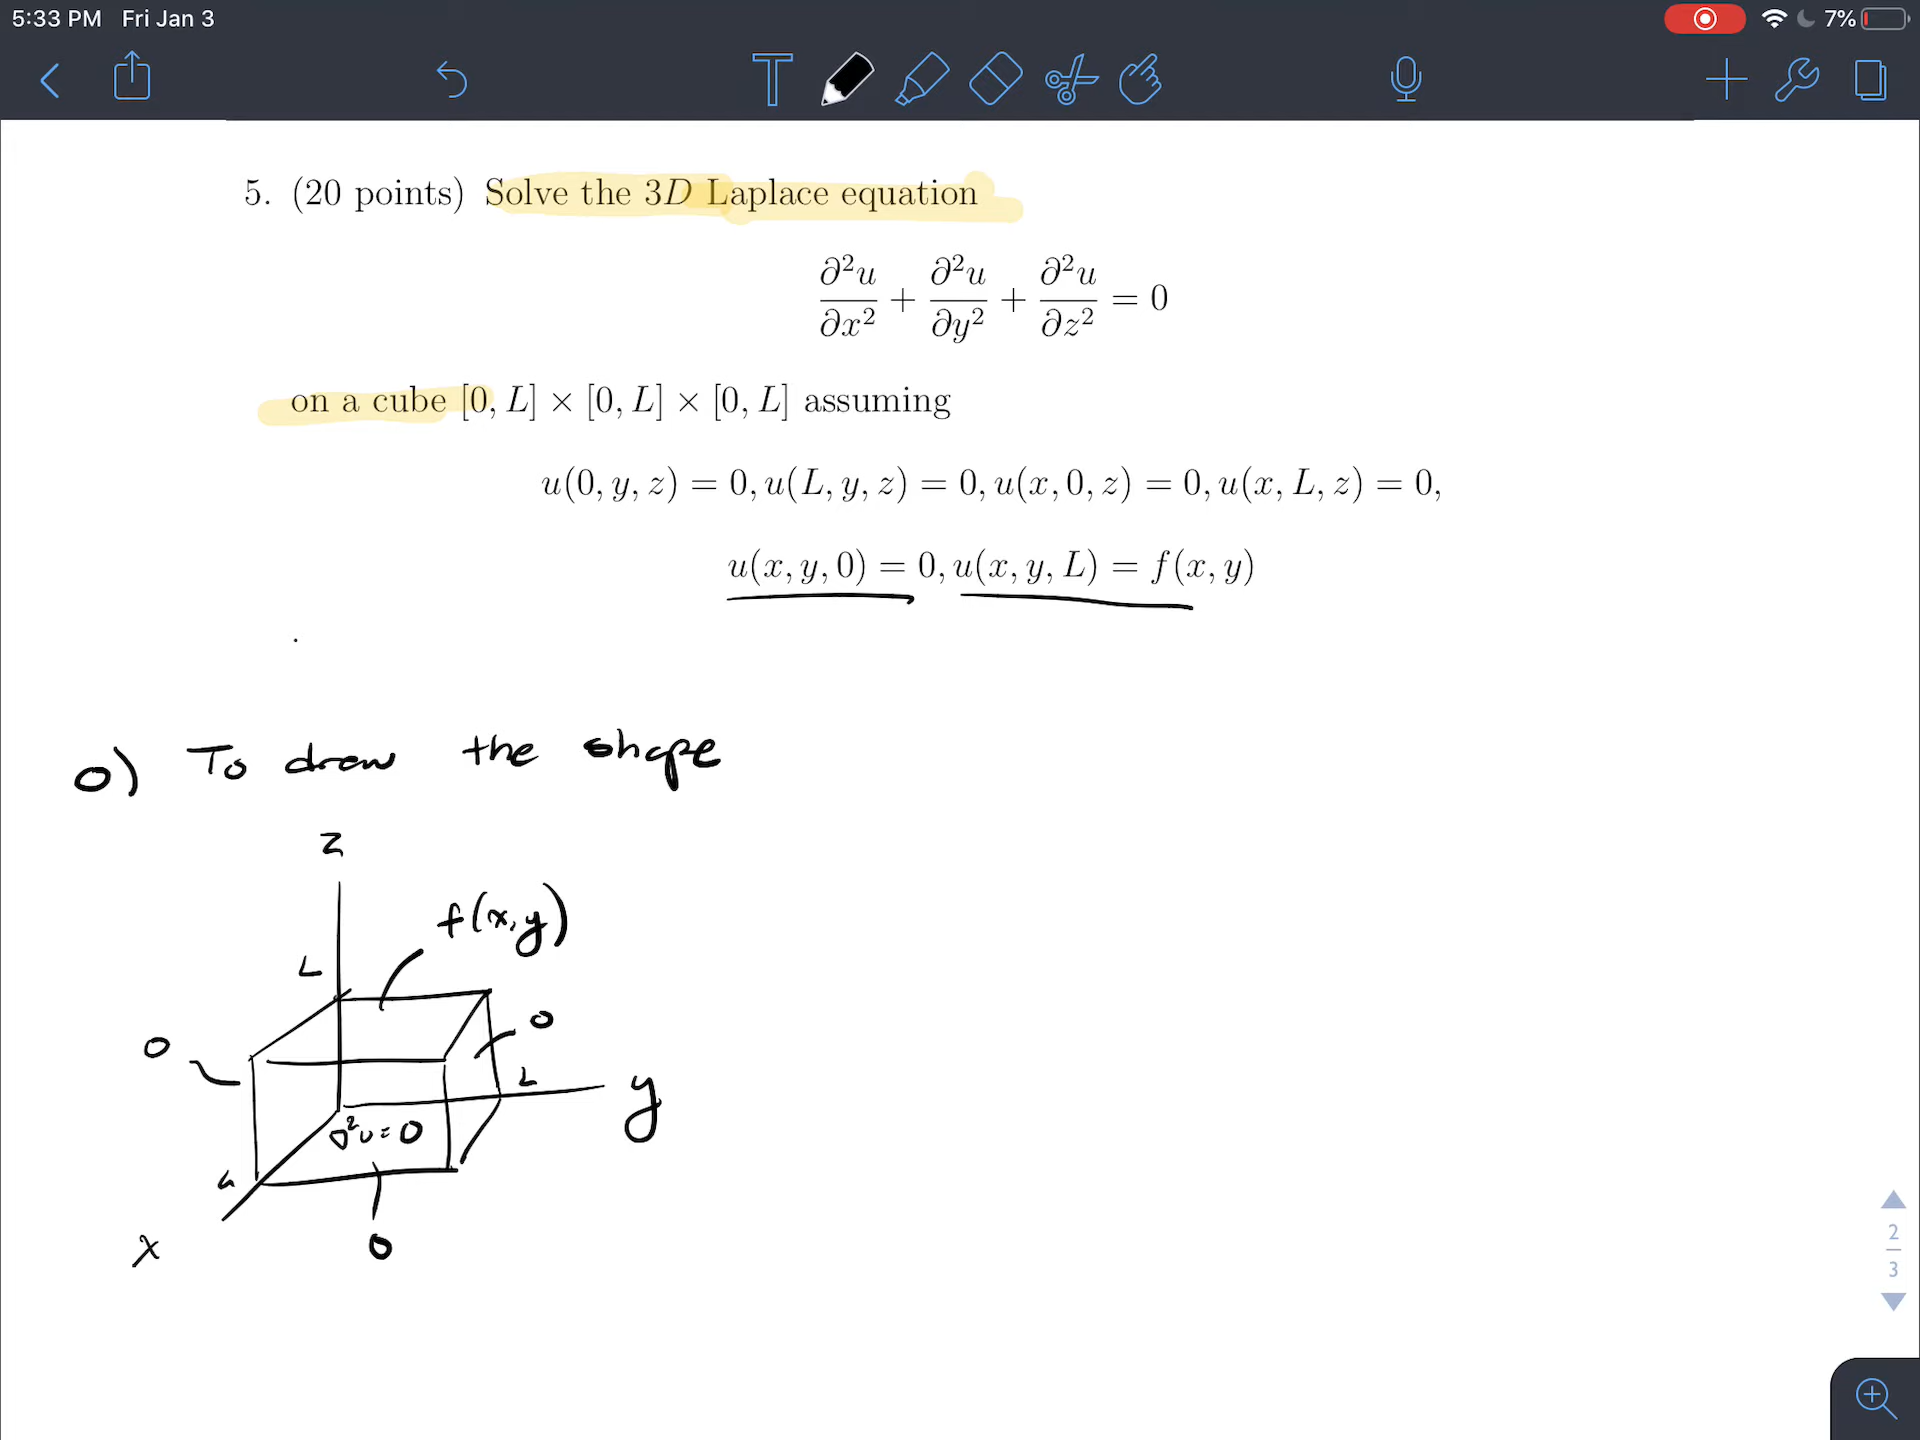 5:33 PM Fri Jan 3 7%
5. (20 points) Solve the 3D Laplace equation
∂²u/∂x² + ∂²u/∂y² + ∂²u/∂z² = 0
on a cube [0, L] × [0, L] × [0, L] assuming
u(0, y, z) = 0, u(L, y, z) = 0, u(x, 0, z) = 0, u(x, L, z) = 0,
u(x, y, 0) = 0, u(x, y, L) = f(x, y)
.
0) To draw the shape
z
f(x,y)
L
0
0
L
y
∇²u=0
x
0
2
3